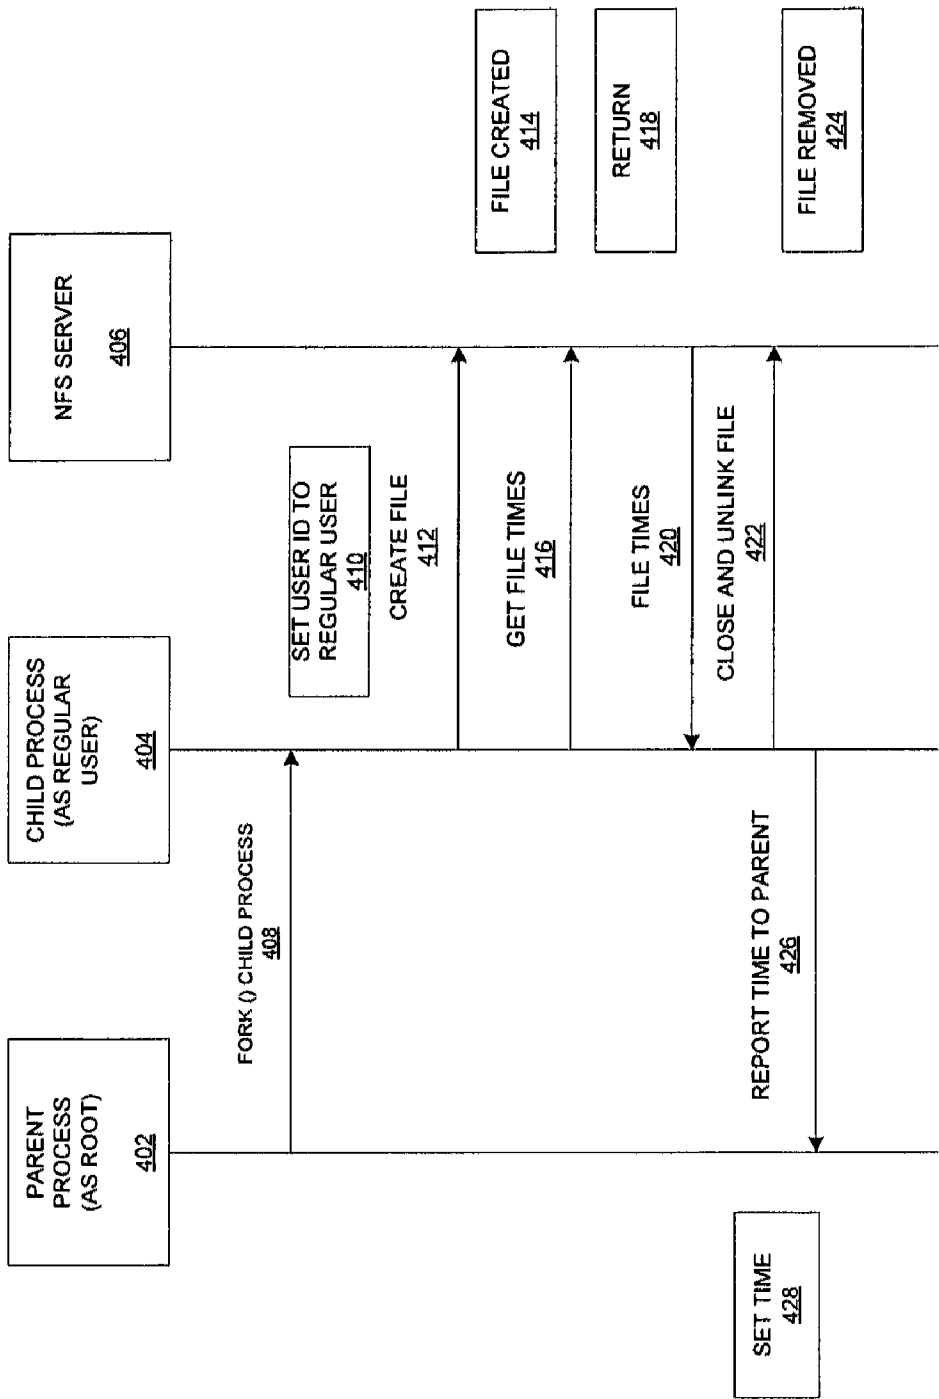 PARENT
PROCESS
(AS ROOT)
402
CHILD PROCESS
(AS REGULAR
USER)
404
NFS SERVER
406
FORK () CHILD PROCESS
408
SET USER ID TO
REGULAR USER
410
CREATE FILE
412
FILE CREATED
414
GET FILE TIMES
416
RETURN
418
FILE TIMES
420
CLOSE AND UNLINK FILE
422
FILE REMOVED
424
REPORT TIME TO PARENT
426
SET TIME
428